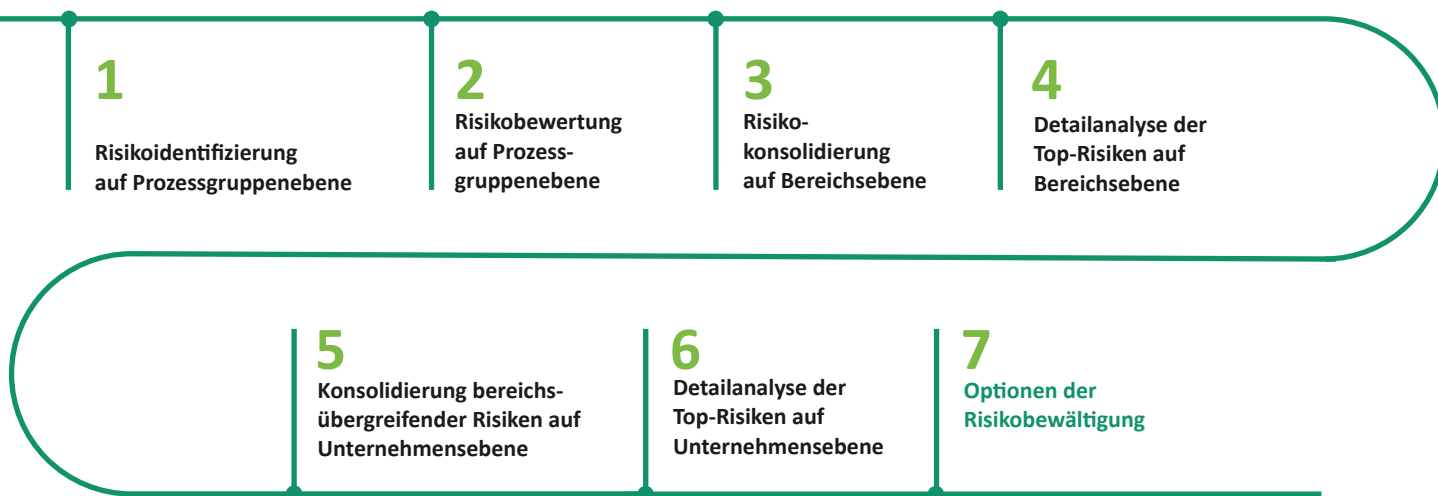 1
Risikoidentifizierung
auf Prozessgruppenebene
2
Risikobewertung
auf Prozess-
gruppenebene
3
Risiko-
konsolidierung
auf Bereichsebene
4
Detailanalyse der
Top-Risiken auf
Bereichsebene
5
Konsolidierung bereichs-
übergreifender Risiken auf
Unternehmensebene
6
Detailanalyse der
Top-Risiken auf
Unternehmensebene
7
Optionen der
Risikobewältigung